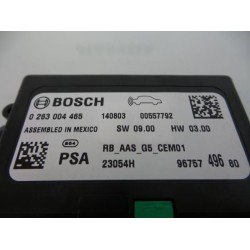 BOSCH
0 263 004 465 140803 00557792
ASSEMBLED IN MEXICO SW 09.00 HW 03.00
RB_AAS_G5_CEM01
PSA 23054H 96757 496 80